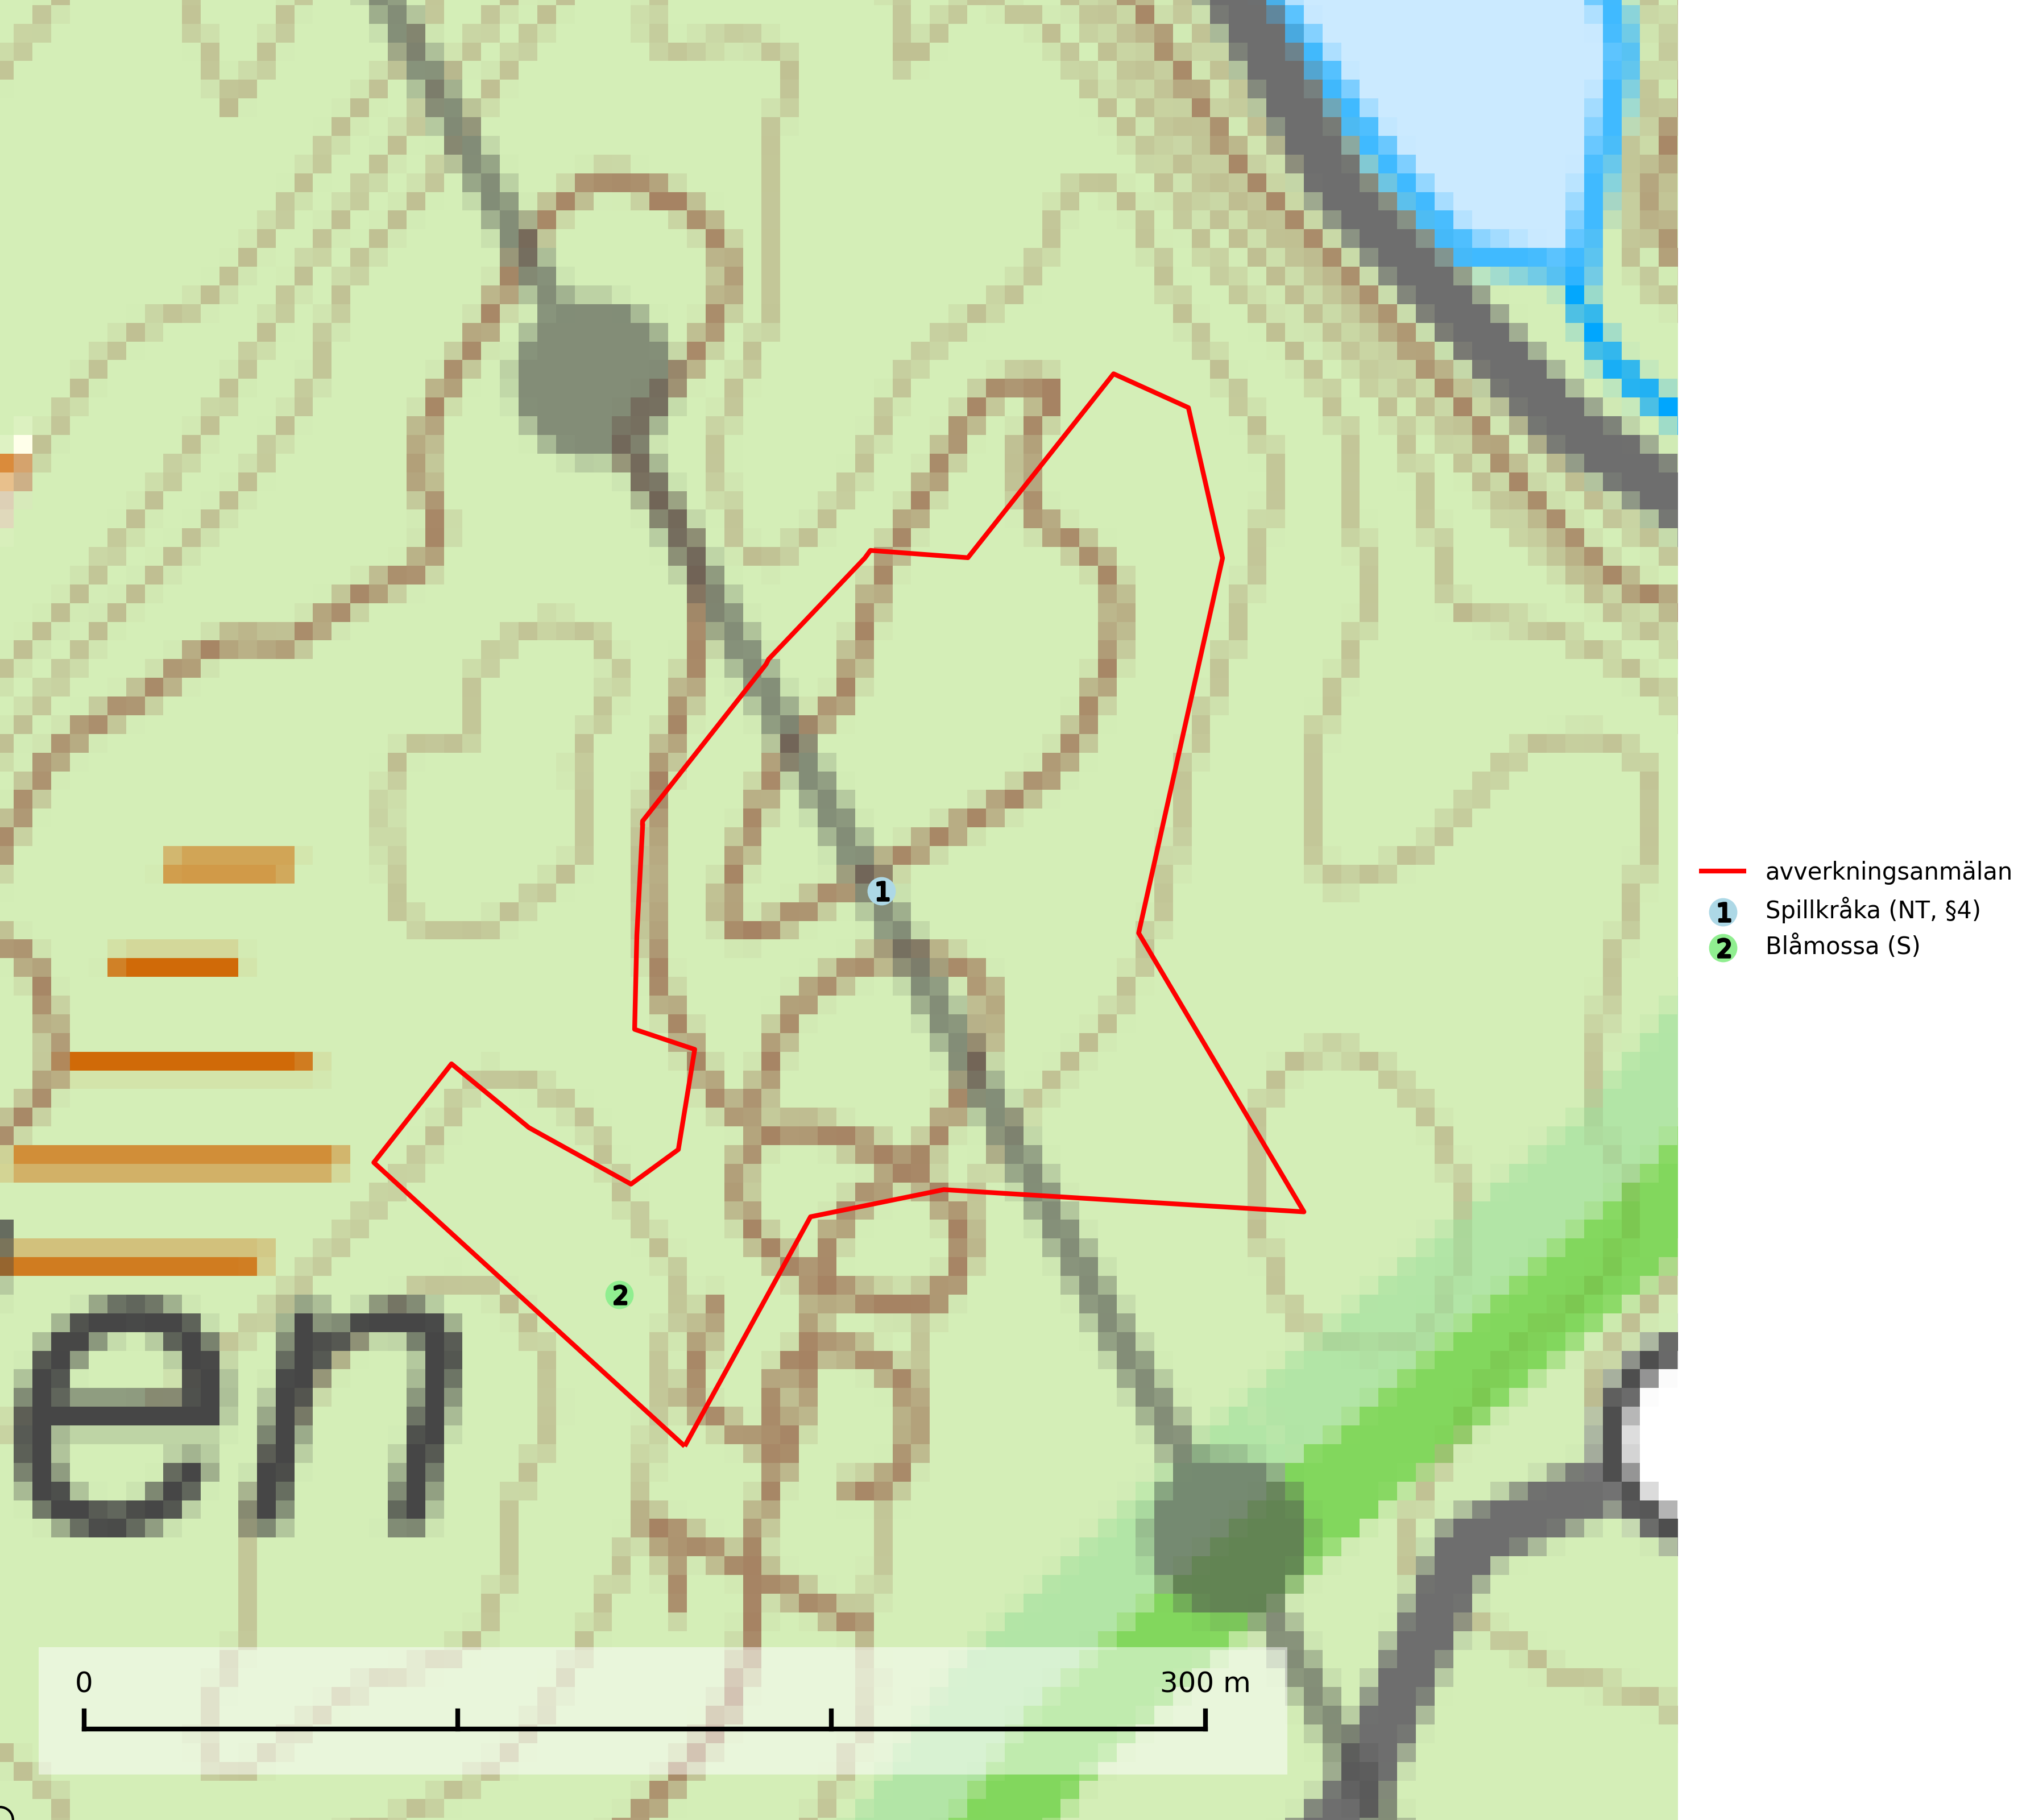 1
2
en
0 300 m
avverkningsanmälan
1 Spillkråka (NT, §4)
2 Blåmossa (S)